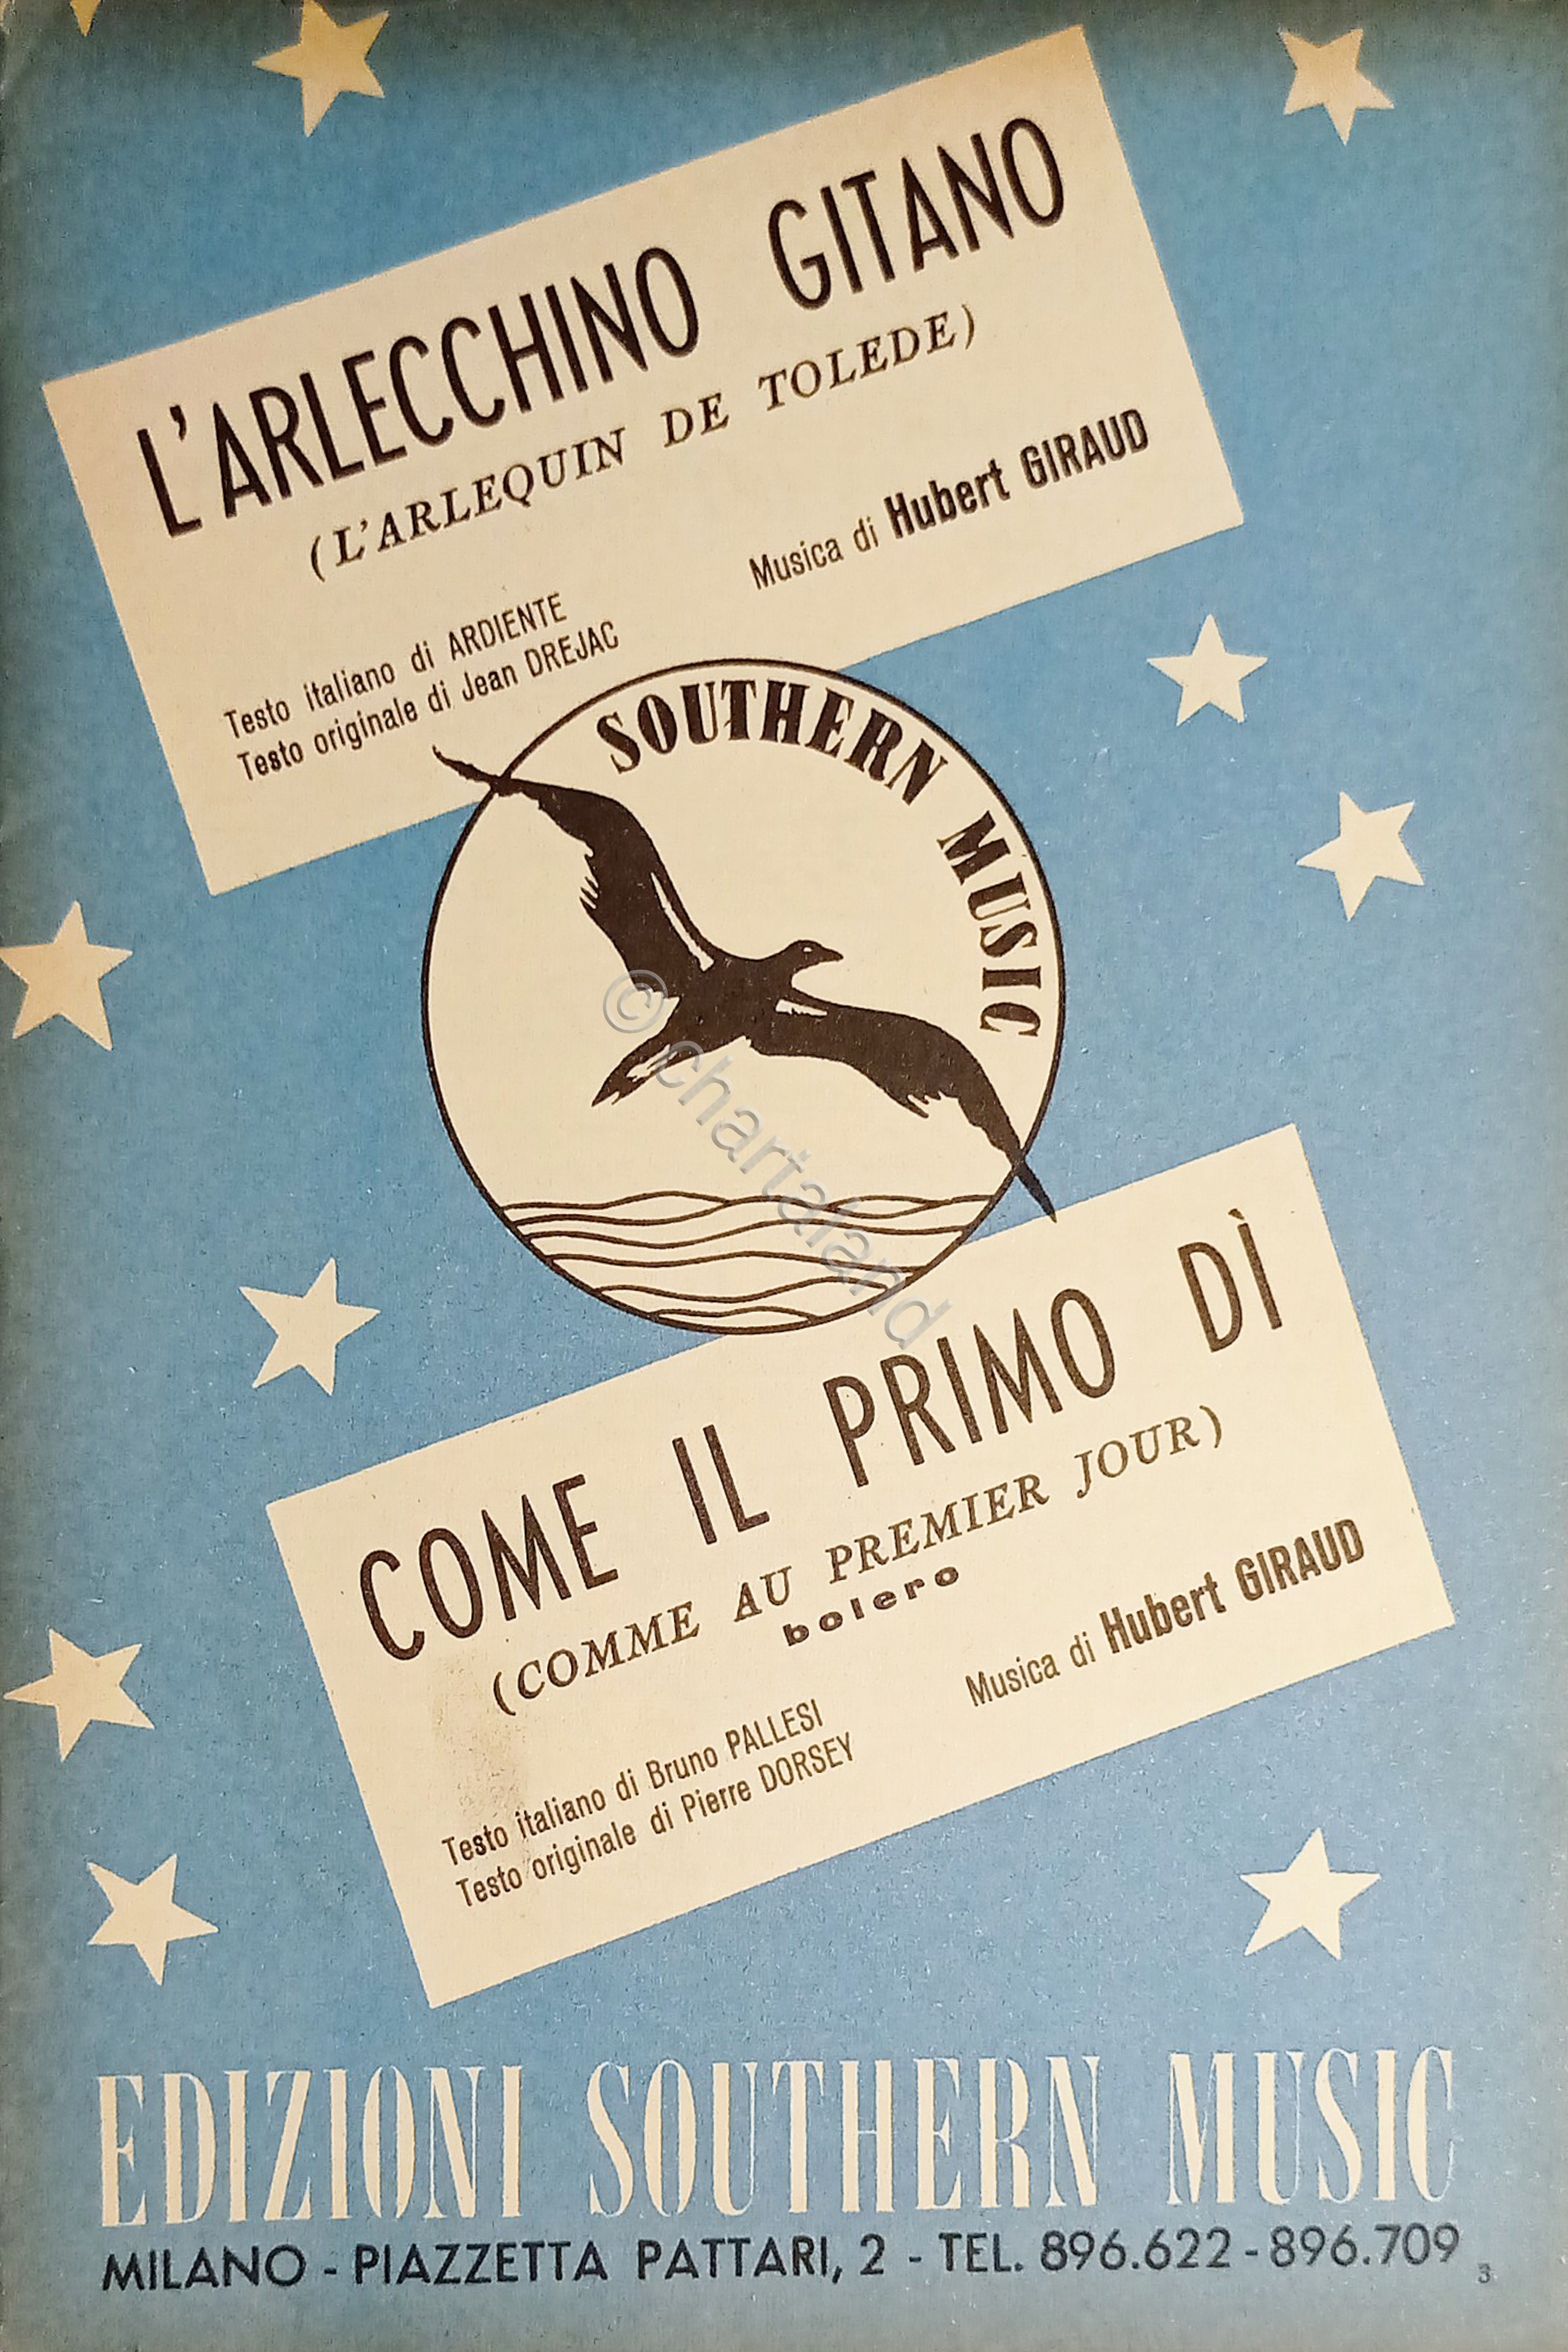 L'ARLECCHINO GITANO
(L'ARLEQUIN DE TOLEDE)
Musica di Hubert GIRAUD
Testo italiano di ARDIENTE
Testo originale di Jean DREJAC
SOUTHERN MUSIC
© chartaland
COME IL PRIMO DÌ
(COMME AU PREMIER JOUR)
bolero
Musica di Hubert GIRAUD
Testo italiano di Bruno PALLESI
Testo originale di Pierre DORSEY
EDIZIONI SOUTHERN MUSIC
MILANO - PIAZZETTA PATTARI, 2 - TEL. 896.622 - 896.709
3